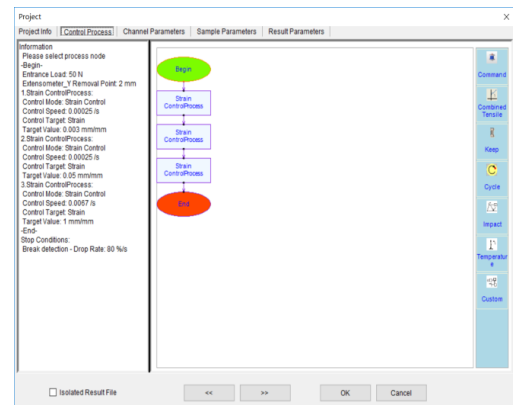 Project X
Project Info Control Process Channel Parameters Sample Parameters Result Parameters
Information
Please select process node
-Begin-
Entrance Load: 50 N
Extensometer_Y Removal Point: 2 mm
1.Strain ControlProcess:
Control Mode: Strain Control
Control Speed: 0.00025 /s
Control Target: Strain
Target Value: 0.003 mm/mm
2.Strain ControlProcess:
Control Mode: Strain Control
Control Speed: 0.00025 /s
Control Target: Strain
Target Value: 0.05 mm/mm
3.Strain ControlProcess:
Control Mode: Strain Control
Control Speed: 0.0067 /s
Control Target: Strain
Target Value: 1 mm/mm
-End-
Stop Conditions:
Break detection - Drop Rate: 80 %/s
Begin
Strain
ControlProcess
Strain
ControlProcess
Strain
ControlProcess
End
Command
Combined
Tensile
Keep
Cycle
Impact
Temperatur
e
Custom
Isolated Result File << >> OK Cancel